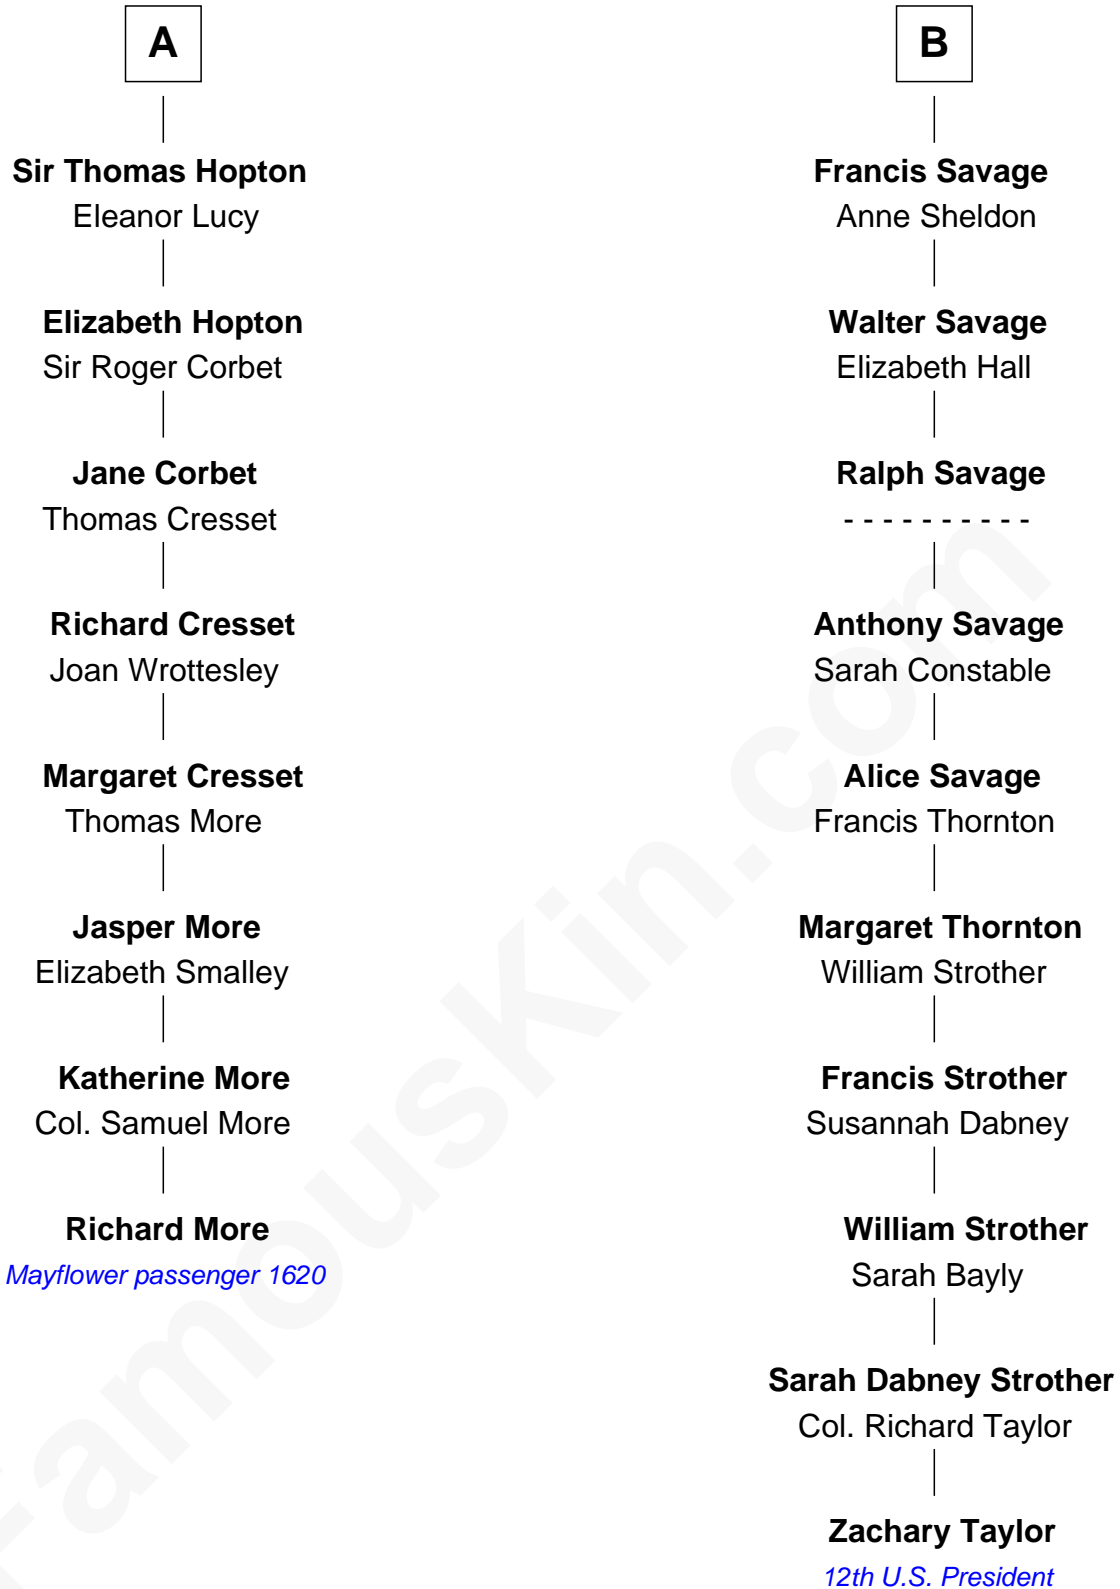 A
Sir Thomas Hopton
Eleanor Lucy
Elizabeth Hopton
Sir Roger Corbet
Jane Corbet
Thomas Cresset
Richard Cresset
Joan Wrottesley
Margaret Cresset
Thomas More
Jasper More
Elizabeth Smalley
Katherine More
Col. Samuel More
Richard More
Mayflower passenger 1620
B
Francis Savage
Anne Sheldon
Walter Savage
Elizabeth Hall
Ralph Savage
- - - - - - - - - -
Anthony Savage
Sarah Constable
Alice Savage
Francis Thornton
Margaret Thornton
William Strother
Francis Strother
Susannah Dabney
William Strother
Sarah Bayly
Sarah Dabney Strother
Col. Richard Taylor
Zachary Taylor
12th U.S. President
FamousKin.com